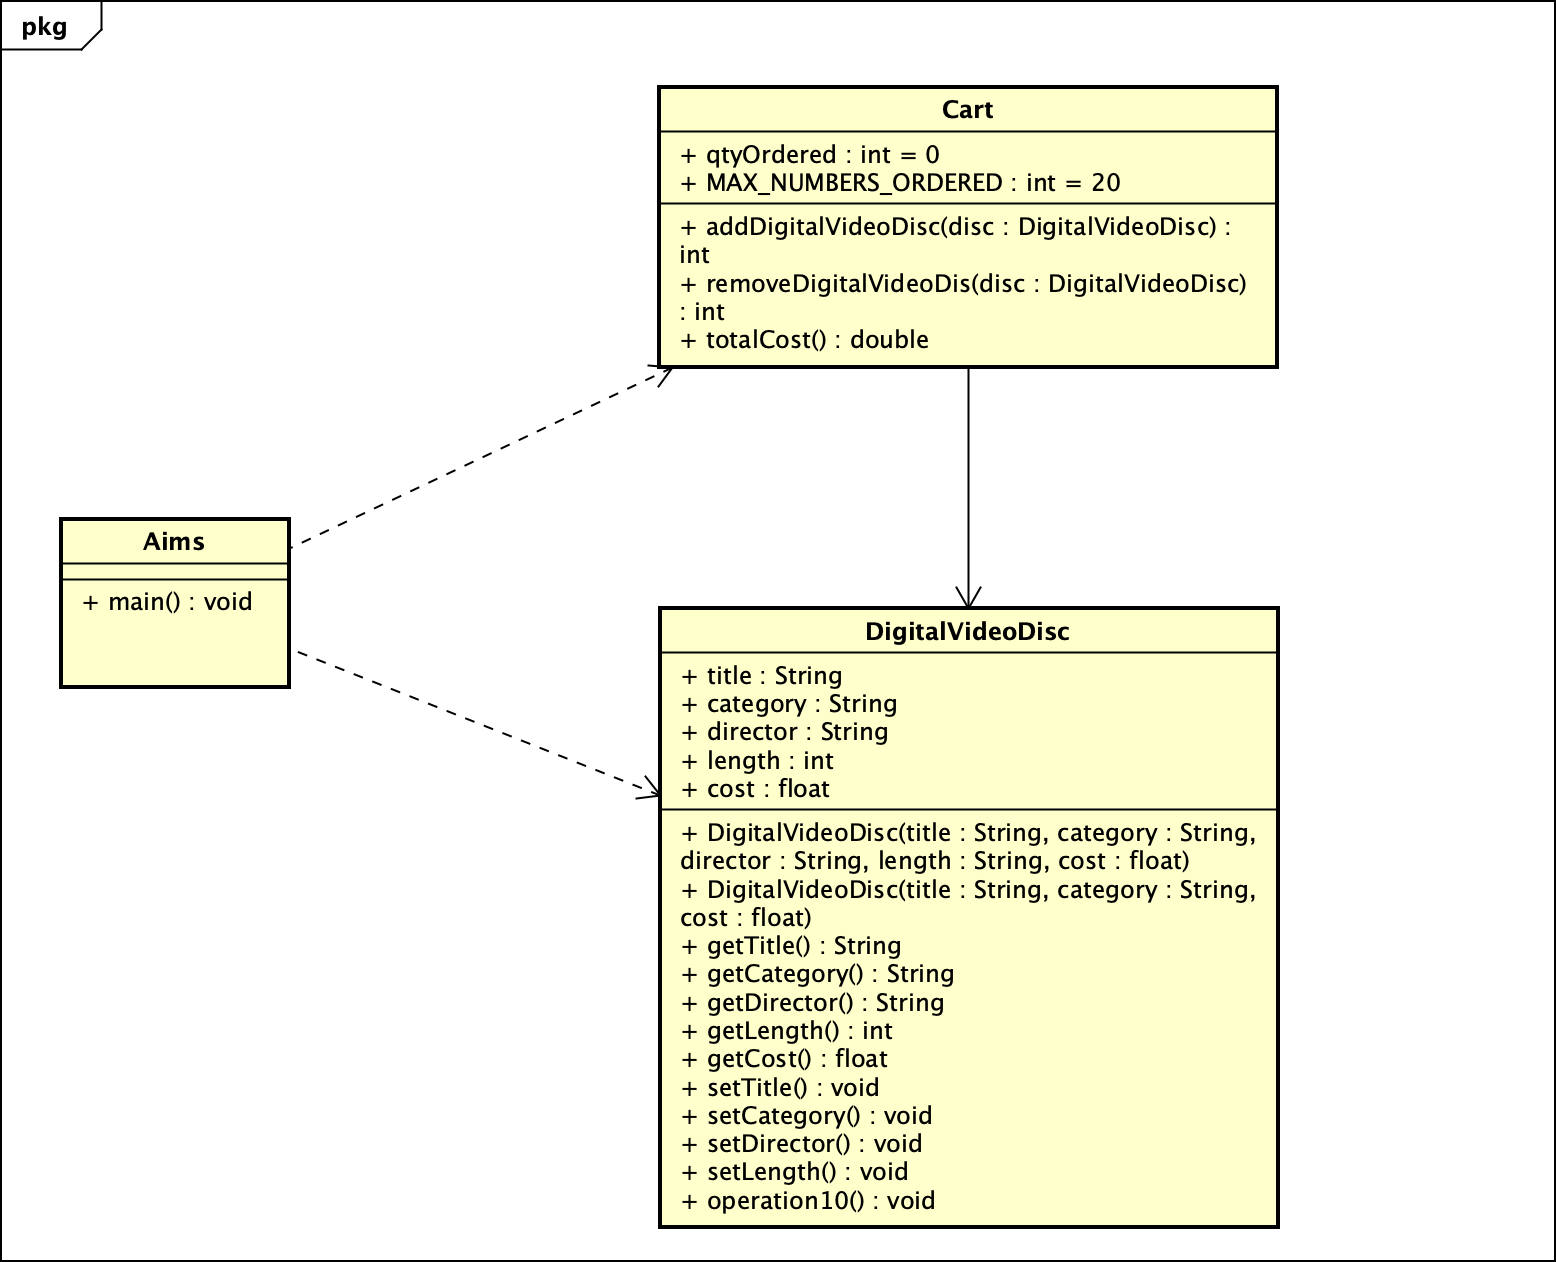 pkg
Cart
+ qtyOrdered : int = 0
+ MAX_NUMBERS_ORDERED : int = 20
+ addDigitalVideoDisc(disc : DigitalVideoDisc) :
int
+ removeDigitalVideoDis(disc : DigitalVideoDisc)
: int
+ totalCost() : double
Aims
+ main() : void
DigitalVideoDisc
+ title : String
+ category : String
+ director : String
+ length : int
+ cost : float
+ DigitalVideoDisc(title : String, category : String,
director : String, length : String, cost : float)
+ DigitalVideoDisc(title : String, category : String,
cost : float)
+ getTitle() : String
+ getCategory() : String
+ getDirector() : String
+ getLength() : int
+ getCost() : float
+ setTitle() : void
+ setCategory() : void
+ setDirector() : void
+ setLength() : void
+ operation10() : void